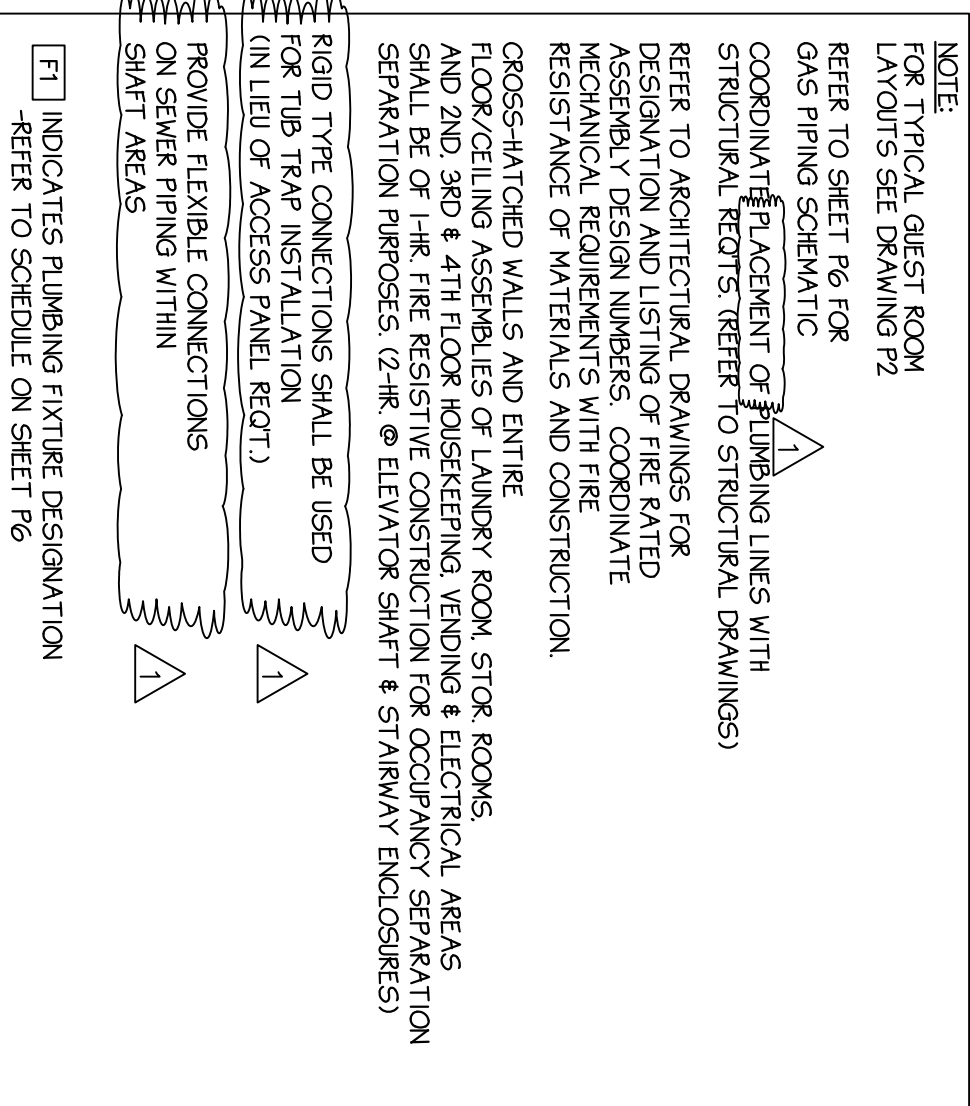 NOTE:
FOR TYPICAL GUEST ROOM
LAYOUTS SEE DRAWING P2
REFER TO SHEET P6 FOR
GAS PIPING SCHEMATIC
COORDINATE PLACEMENT OF PLUMBING LINES WITH
STRUCTURAL REQ'TS. (REFER TO STRUCTURAL DRAWINGS)
1
REFER TO ARCHITECTURAL DRAWINGS FOR
DESIGNATION AND LISTING OF FIRE RATED
ASSEMBLY DESIGN NUMBERS. COORDINATE
MECHANICAL REQUIREMENTS WITH FIRE
RESISTANCE OF MATERIALS AND CONSTRUCTION.
CROSS-HATCHED WALLS AND ENTIRE
FLOOR/CEILING ASSEMBLIES OF LAUNDRY ROOM, STOR. ROOMS,
AND 2ND, 3RD & 4TH FLOOR HOUSEKEEPING, VENDING & ELECTRICAL AREAS
SHALL BE OF 1-HR. FIRE RESISTIVE CONSTRUCTION FOR OCCUPANCY SEPARATION
SEPARATION PURPOSES. (2-HR. @ ELEVATOR SHAFT & STAIRWAY ENCLOSURES)
RIGID TYPE CONNECTIONS SHALL BE USED
FOR TUB TRAP INSTALLATION
(IN LIEU OF ACCESS PANEL REQ'T.)
1
PROVIDE FLEXIBLE CONNECTIONS
ON SEWER PIPING WITHIN
SHAFT AREAS
1
F1 INDICATES PLUMBING FIXTURE DESIGNATION
-REFER TO SCHEDULE ON SHEET P6